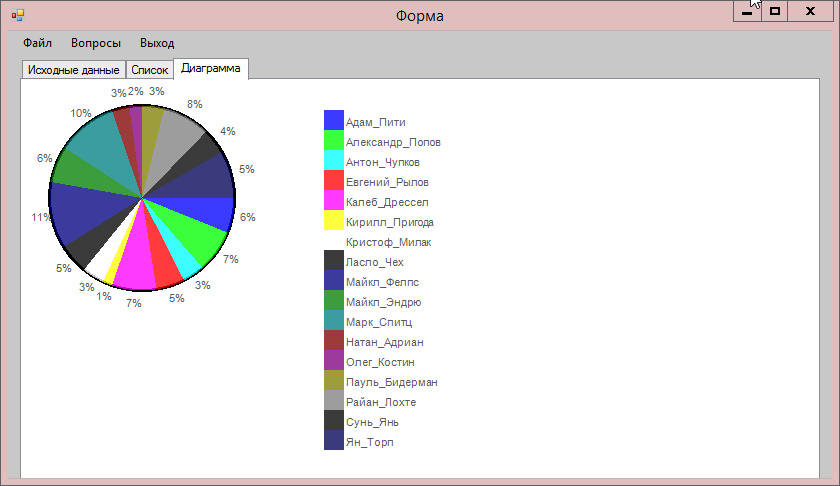 Форма
Файл Вопросы Выход
Исходные данные Список Диаграмма
3% 2% 3%
8%
10%
4%
6%
5%
11%
6%
5%
7%
3%
3%
1%
7%
5%
Адам_Пити
Александр_Попов
Антон_Чупков
Евгений_Рылов
Калеб_Дрессел
Кирилл_Пригода
Кристоф_Милак
Ласло_Чех
Майкл_Фелпс
Майкл_Эндрю
Марк_Спитц
Натан_Адриан
Олег_Костин
Пауль_Бидерман
Райан_Лохте
Сунь_Янь
Ян_Торп